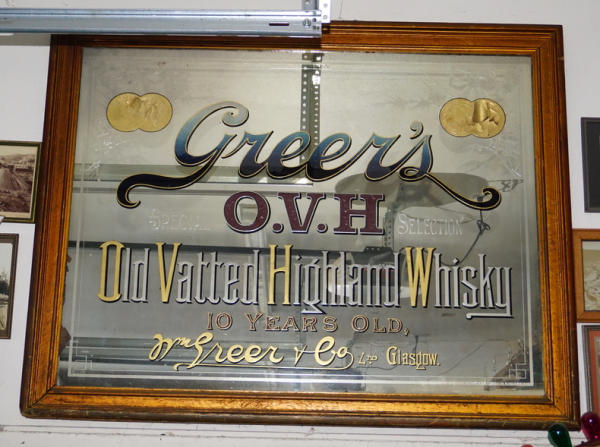 Greer's
O.V.H
SPECIAL SELECTION
Old Vatted Highland Whisky
10 YEARS OLD,
Wm Greer & Co LTD GLASGOW.